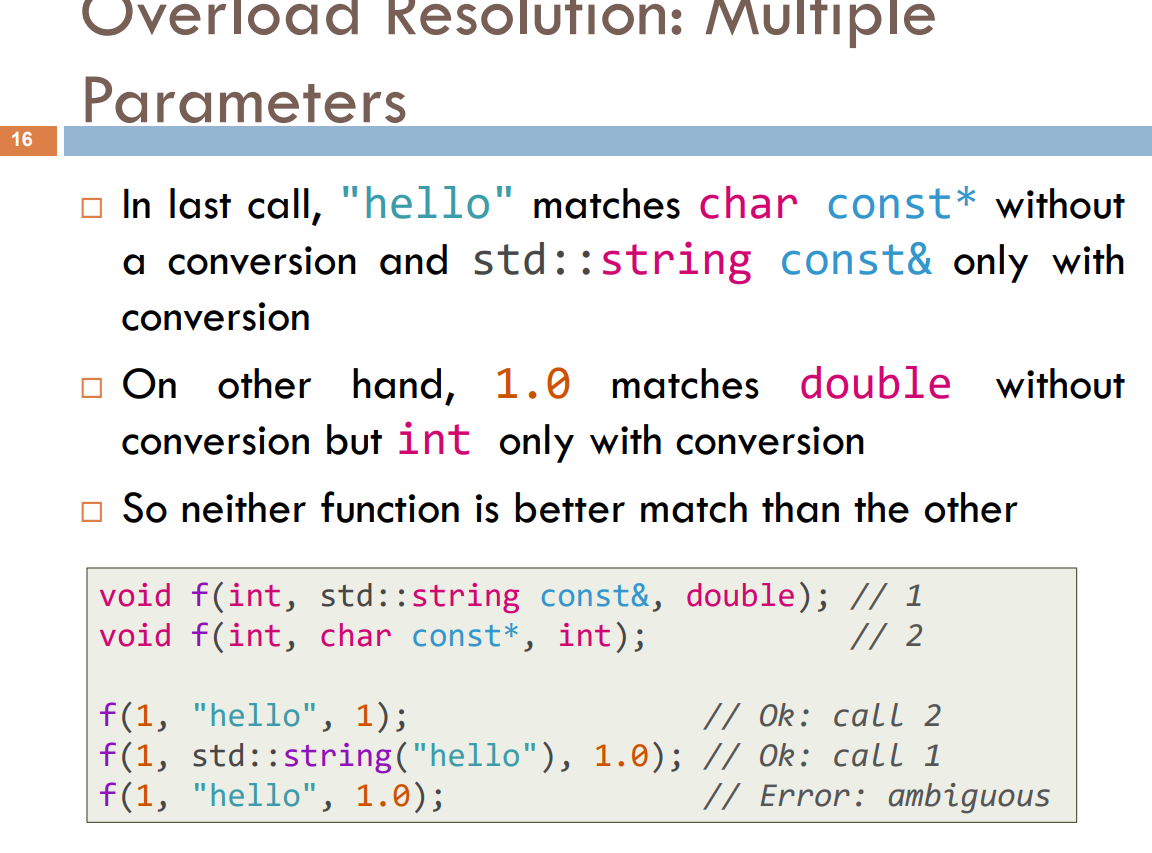 Overload Resolution: Multiple
Parameters
16
In last call, "hello" matches char const* without
a conversion and std::string const& only with
conversion
On other hand, 1.0 matches double without
conversion but int only with conversion
So neither function is better match than the other
void f(int, std::string const&, double); // 1
void f(int, char const*, int); // 2
f(1, "hello", 1); // Ok: call 2
f(1, std::string("hello"), 1.0); // Ok: call 1
f(1, "hello", 1.0); // Error: ambiguous